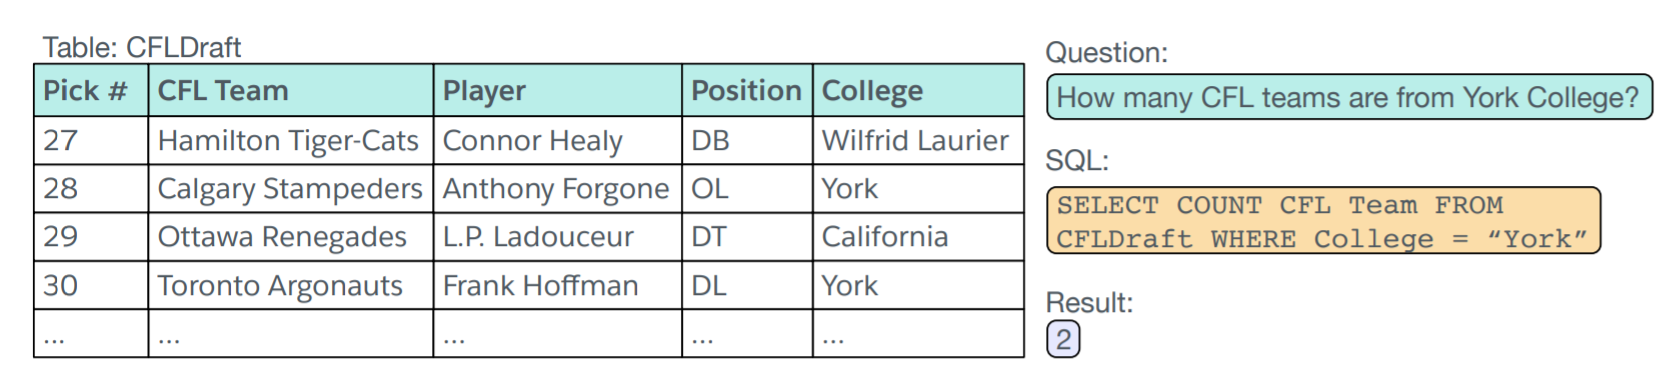 Table: CFLDraft
Pick # CFL Team Player Position College
27 Hamilton Tiger-Cats Connor Healy DB Wilfrid Laurier
28 Calgary Stampeders Anthony Forgone OL York
29 Ottawa Renegades L.P. Ladouceur DT California
30 Toronto Argonauts Frank Hoffman DL York
... ... ... ... ...
Question:
How many CFL teams are from York College?
SQL:
SELECT COUNT CFL Team FROM
CFLDraft WHERE College = “York”
Result:
2